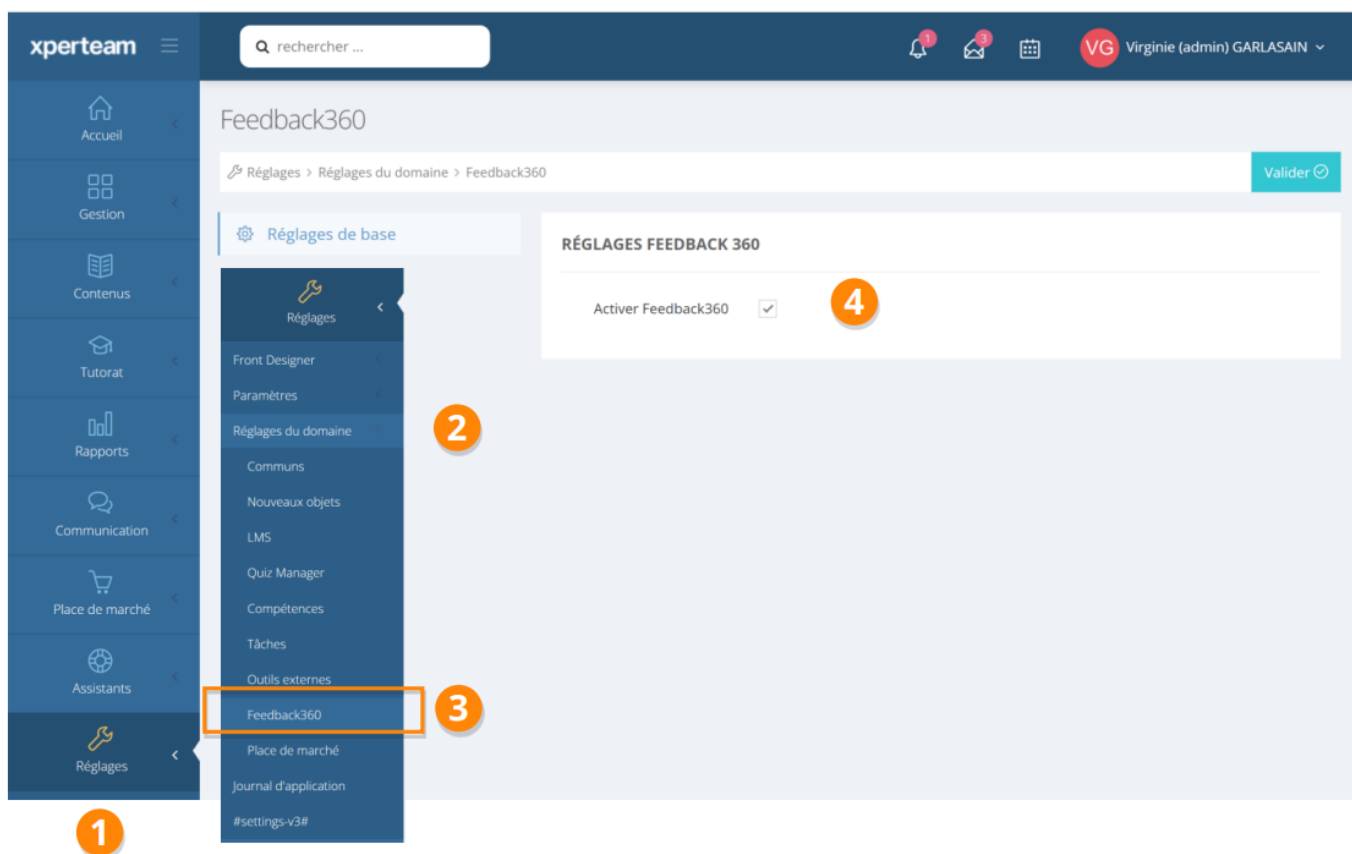 xperteam
rechercher ...
1
3
VG
Virginie (admin) GARLASAIN
Accueil
Gestion
Contenus
Tutorat
Rapports
Communication
Place de marché
Assistants
Réglages
1
Feedback360
Réglages > Réglages du domaine > Feedback360
Valider
Réglages de base
Réglages
Front Designer
Paramètres
Réglages du domaine
2
Communs
Nouveaux objets
LMS
Quiz Manager
Compétences
Tâches
Outils externes
Feedback360
3
Place de marché
Journal d'application
#settings-v3#
RÉGLAGES FEEDBACK 360
Activer Feedback360
4